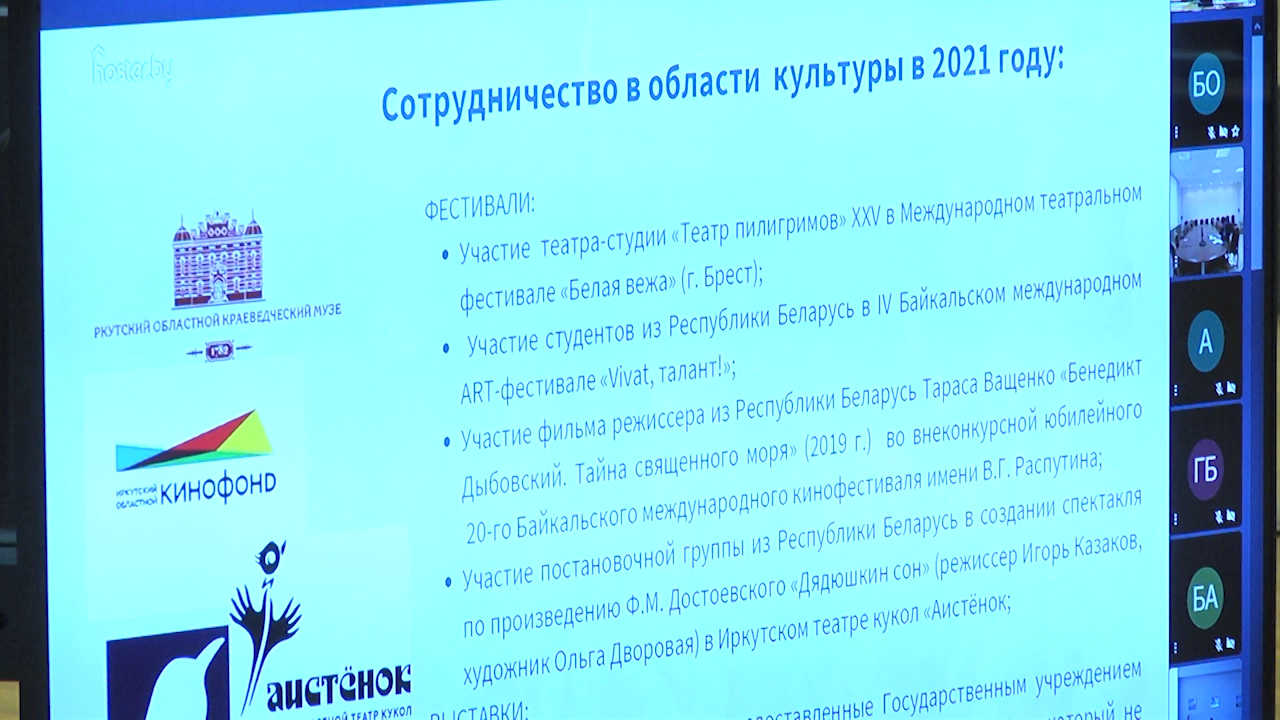 hoster.by
Сотрудничество в области культуры в 2021 году:
ФЕСТИВАЛИ:
• Участие театра-студии «Театр пилигримов» XXV в Международном театральном
фестивале «Белая вежа» (г. Брест);
• Участие студентов из Республики Беларусь в IV Байкальском международном
ART-фестивале «Vivat, талант!»;
• Участие фильма режиссера из Республики Беларусь Тараса Ващенко «Бенедикт
Дыбовский. Тайна священного моря» (2019 г.) во внеконкурсной юбилейного
20-го Байкальского международного кинофестиваля имени В.Г. Распутина;
• Участие постановочной группы из Республики Беларусь в создании спектакля
по произведению Ф.М. Достоевского «Дядюшкин сон» (режиссер Игорь Казаков,
художник Ольга Дворовая) в Иркутском театре кукол «Аистёнок;
ВЫСТАВКИ:
Государственным учреждением
который не
РКУТСКИЙ ОБЛАСТНОЙ КРАЕВЕДЧЕСКИЙ МУЗЕ
ИРКУТСКИЙ
ОБЛАСТНОЙ КИНОФОНД
аистёнок
ТЕАТР КУКОЛ
БО
А
ГБ
БА